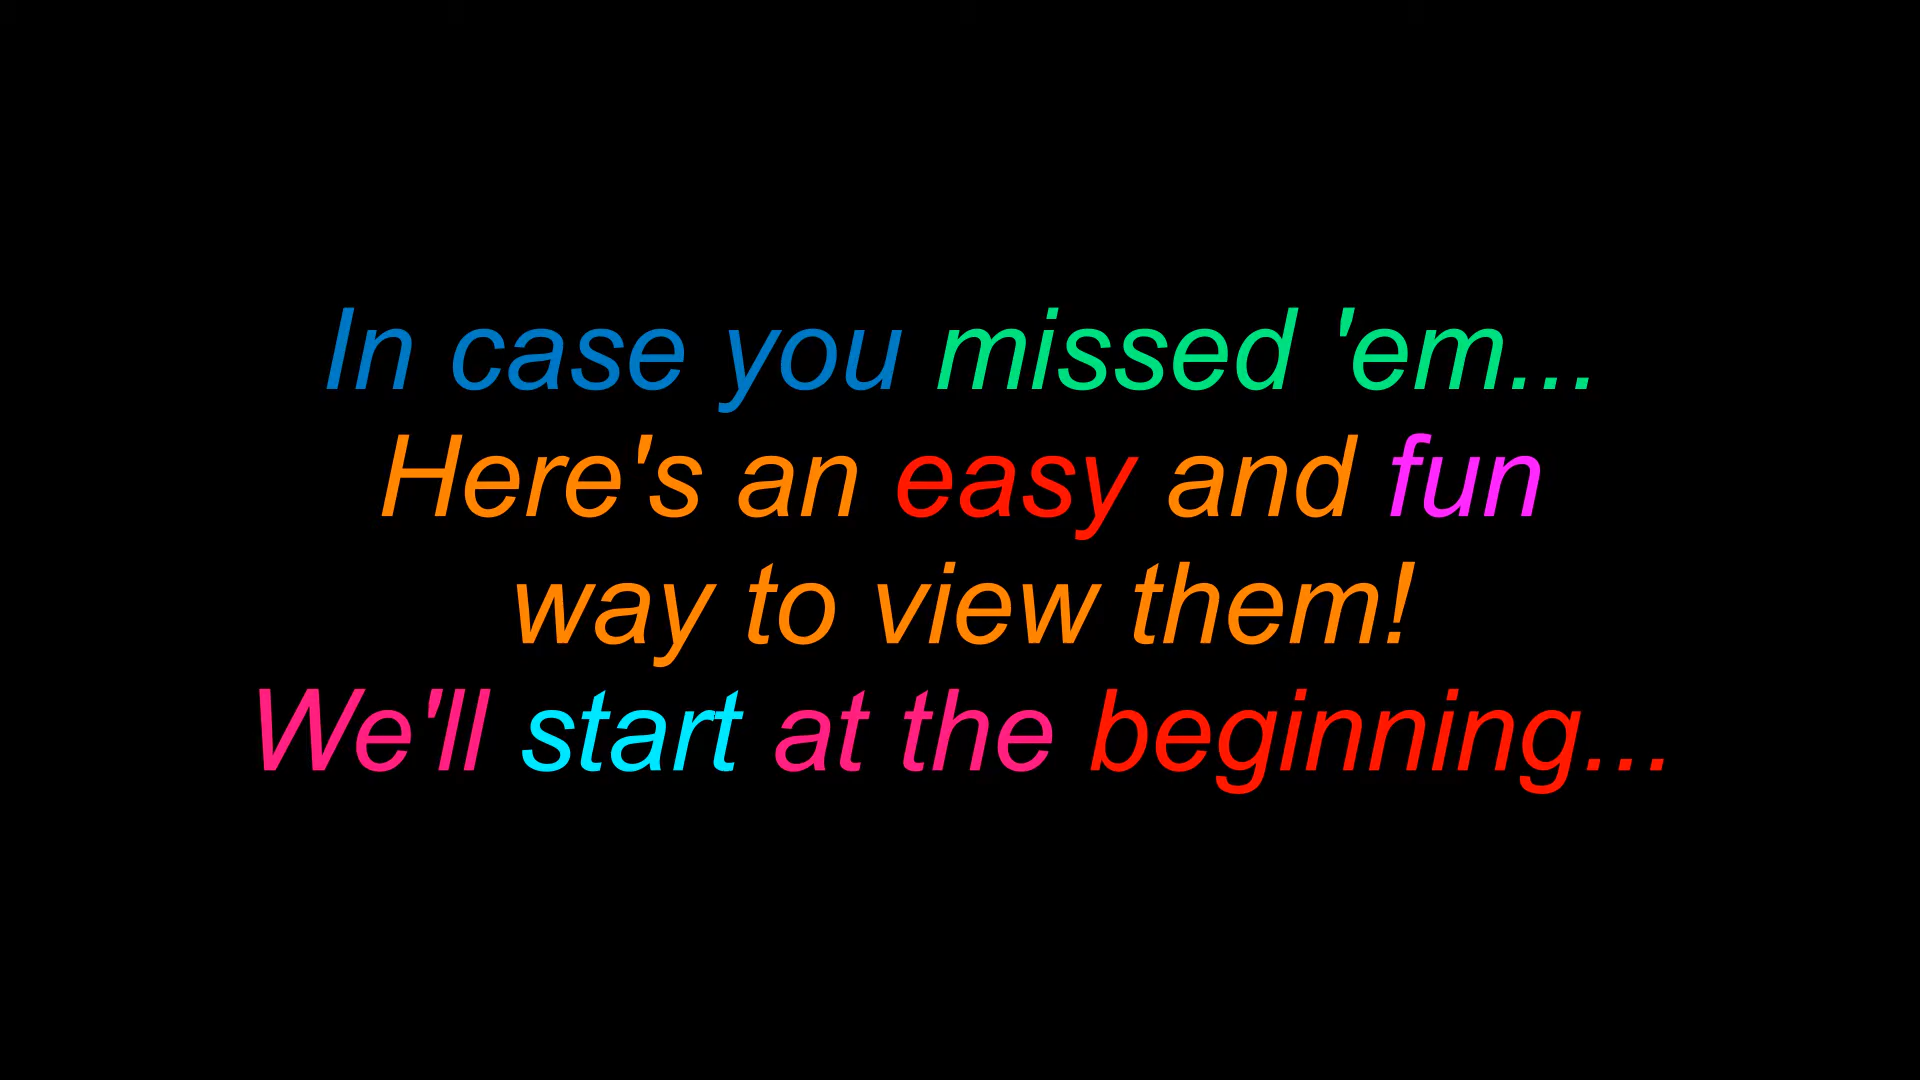 In case you missed 'em...
Here's an easy and fun
way to view them!
We'll start at the beginning...